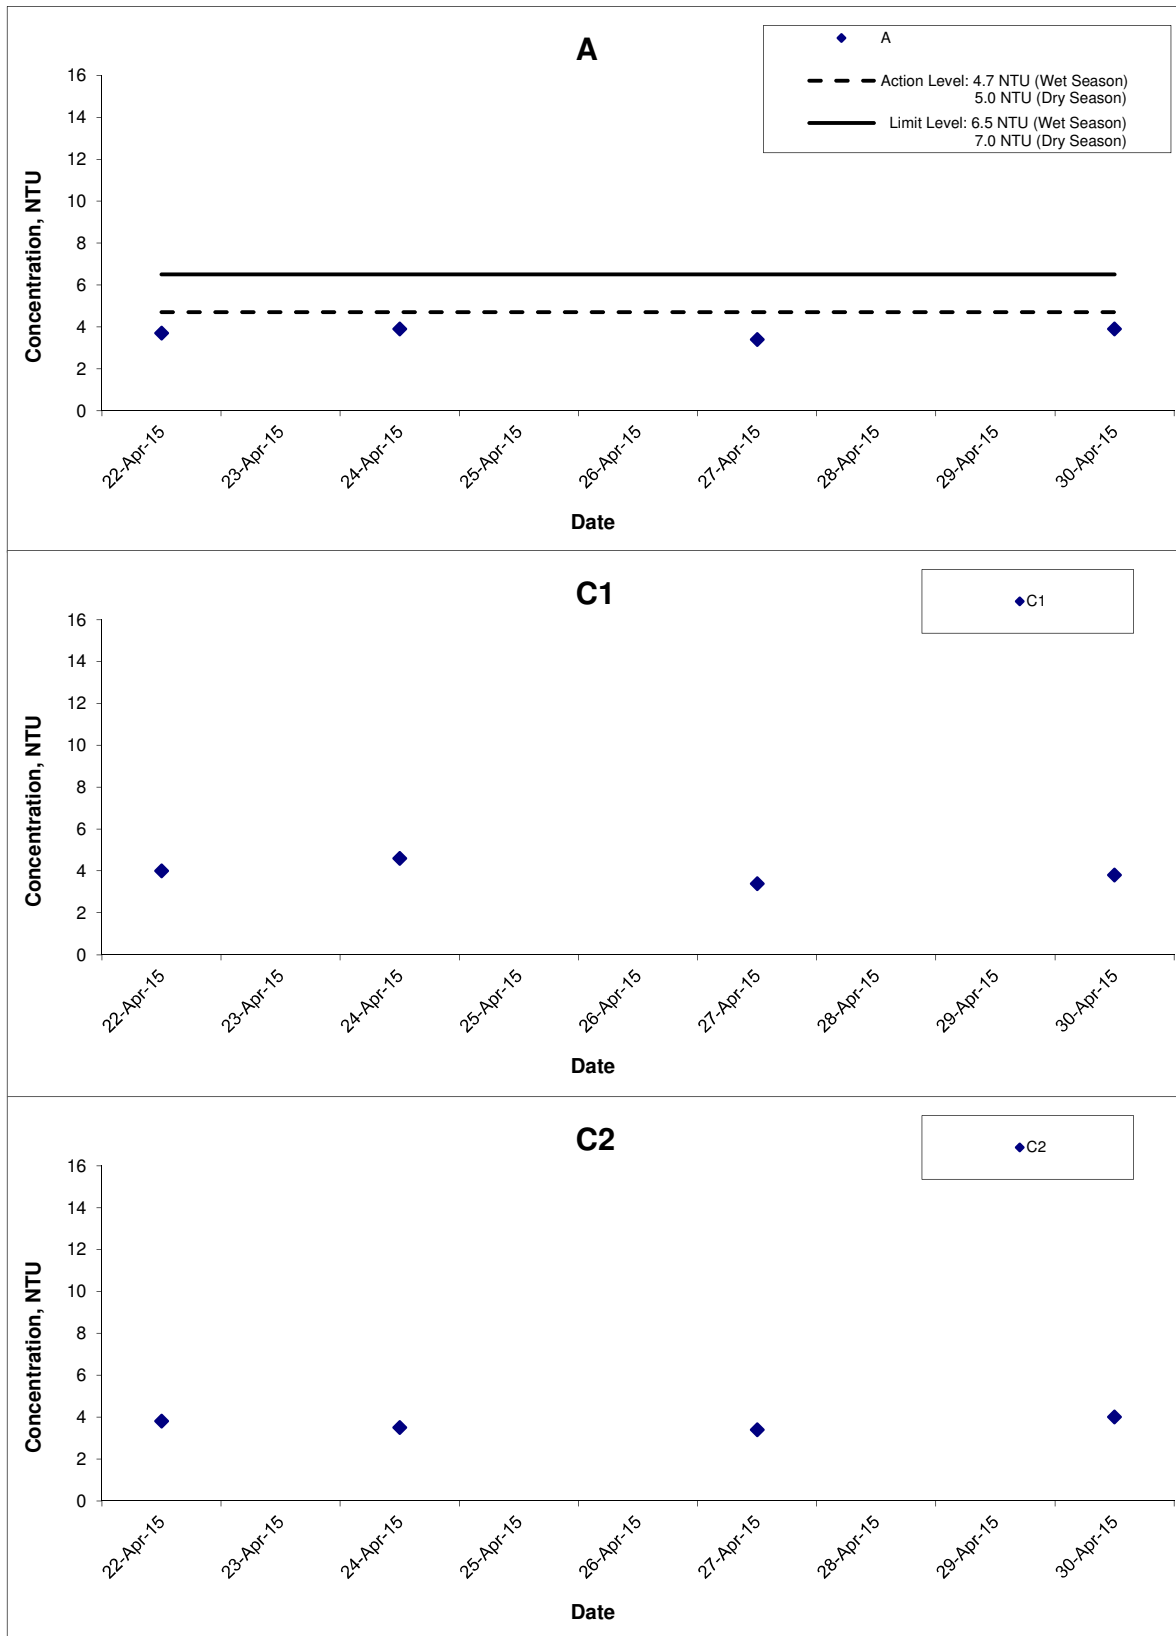 A
A
Action Level: 4.7 NTU (Wet Season)
5.0 NTU (Dry Season)
Limit Level: 6.5 NTU (Wet Season)
7.0 NTU (Dry Season)
Concentration, NTU
16
14
12
10
8
6
4
2
0
22-Apr-15
23-Apr-15
24-Apr-15
25-Apr-15
26-Apr-15
27-Apr-15
28-Apr-15
29-Apr-15
30-Apr-15
Date
C1
C1
Concentration, NTU
16
14
12
10
8
6
4
2
0
22-Apr-15
23-Apr-15
24-Apr-15
25-Apr-15
26-Apr-15
27-Apr-15
28-Apr-15
29-Apr-15
30-Apr-15
Date
C2
C2
Concentration, NTU
16
14
12
10
8
6
4
2
0
22-Apr-15
23-Apr-15
24-Apr-15
25-Apr-15
26-Apr-15
27-Apr-15
28-Apr-15
29-Apr-15
30-Apr-15
Date